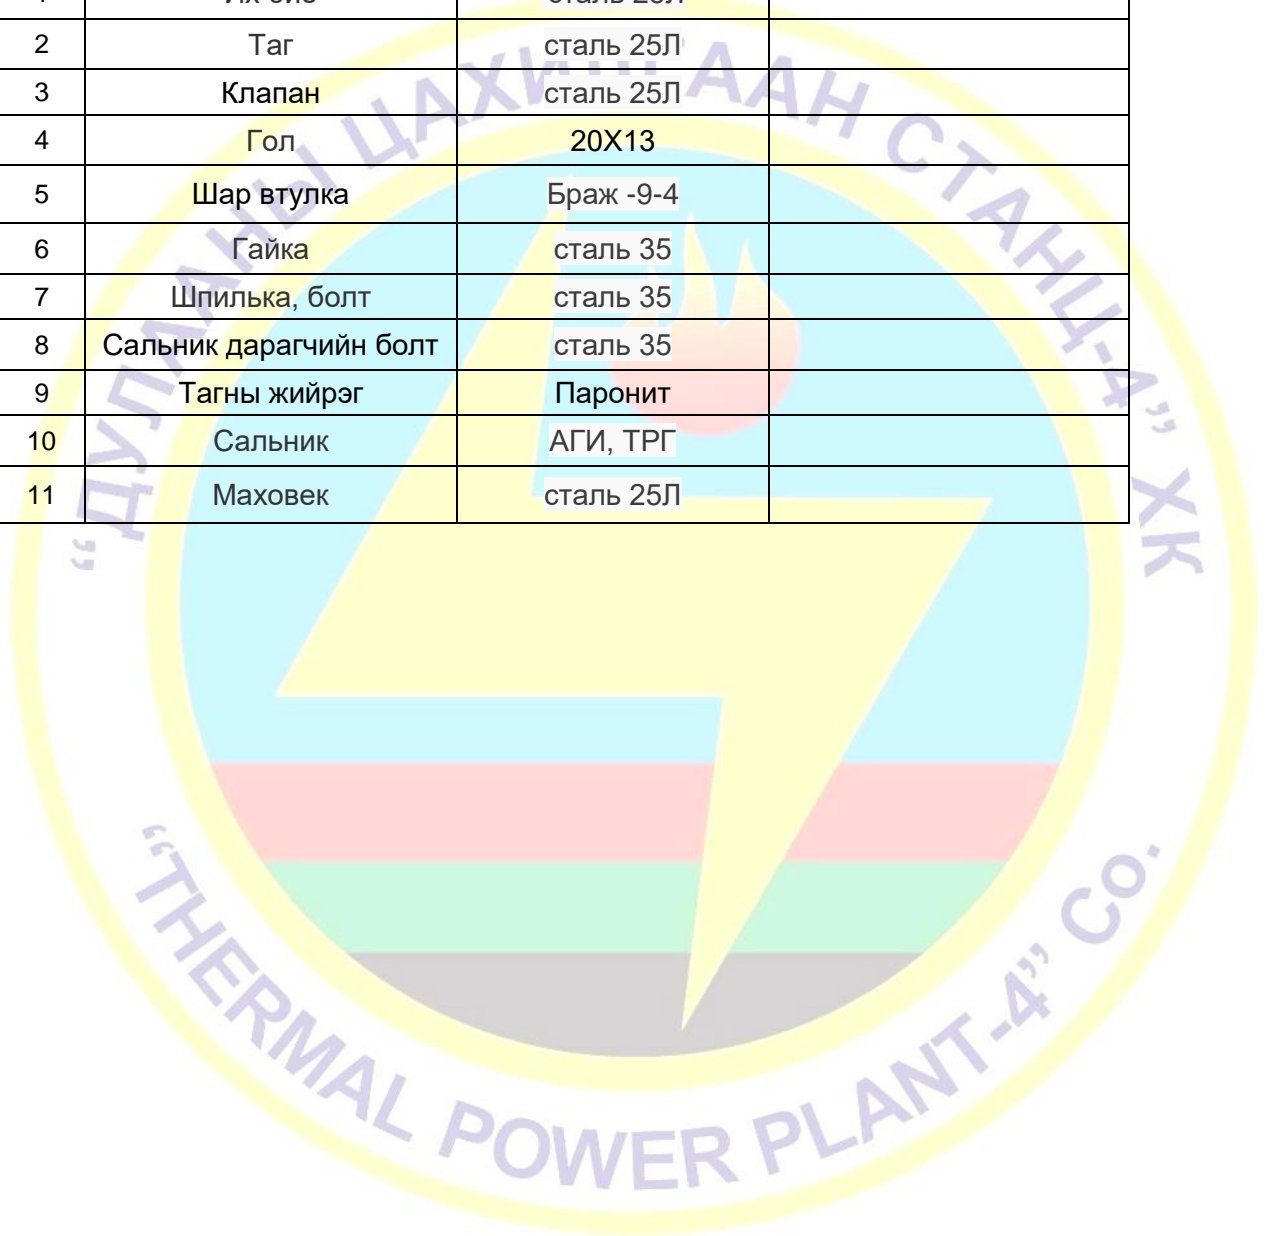 2 Таг сталь 25Л
3 Клапан сталь 25Л
4 Гол 20Х13
5 Шар втулка Браж -9-4
6 Гайка сталь 35
7 Шпилька, болт сталь 35
8 Сальник дарагчийн болт сталь 35
9 Тагны жийрэг Паронит
10 Сальник АГИ, ТРГ
11 Маховек сталь 25Л
"ДУЛААНЫ ЦАХИЛГААН СТАНЦ-4" ХК
"THERMAL POWER PLANT-4" Co.